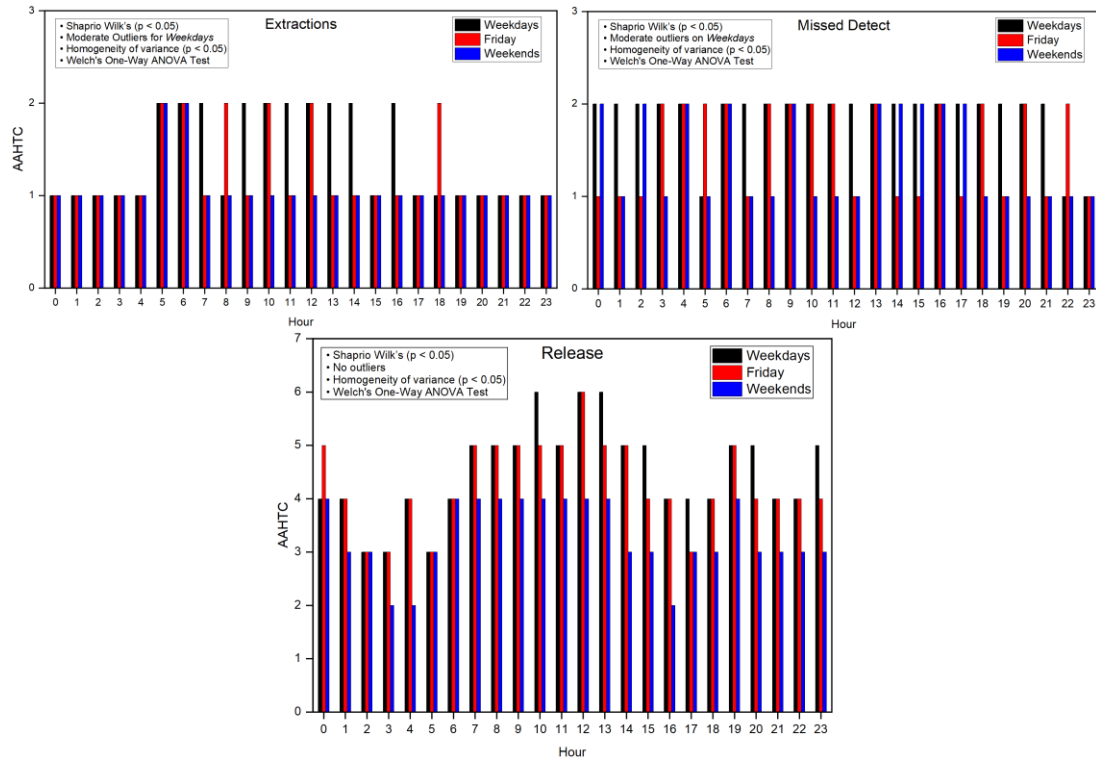 Extractions
• Shaprio Wilk's (p < 0.05)
• Moderate Outliers for Weekdays
• Homogeneity of variance (p < 0.05)
• Welch's One-Way ANOVA Test
Weekdays
Friday
Weekends
3
2
1
0
AAHTC
0 1 2 3 4 5 6 7 8 9 10 11 12 13 14 15 16 17 18 19 20 21 22 23
Hour
Missed Detect
• Shaprio Wilk's (p < 0.05)
• Moderate outliers on Weekdays
• Homogeneity of variance (p < 0.05)
• Welch's One-Way ANOVA Test
Weekdays
Friday
Weekends
3
2
1
0
0 1 2 3 4 5 6 7 8 9 10 11 12 13 14 15 16 17 18 19 20 21 22 23
Hour
Release
• Shaprio Wilk's (p < 0.05)
• No outliers
• Homogeneity of variance (p < 0.05)
• Welch's One-Way ANOVA Test
Weekdays
Friday
Weekends
7
6
5
4
3
2
1
0
AAHTC
0 1 2 3 4 5 6 7 8 9 10 11 12 13 14 15 16 17 18 19 20 21 22 23
Hour